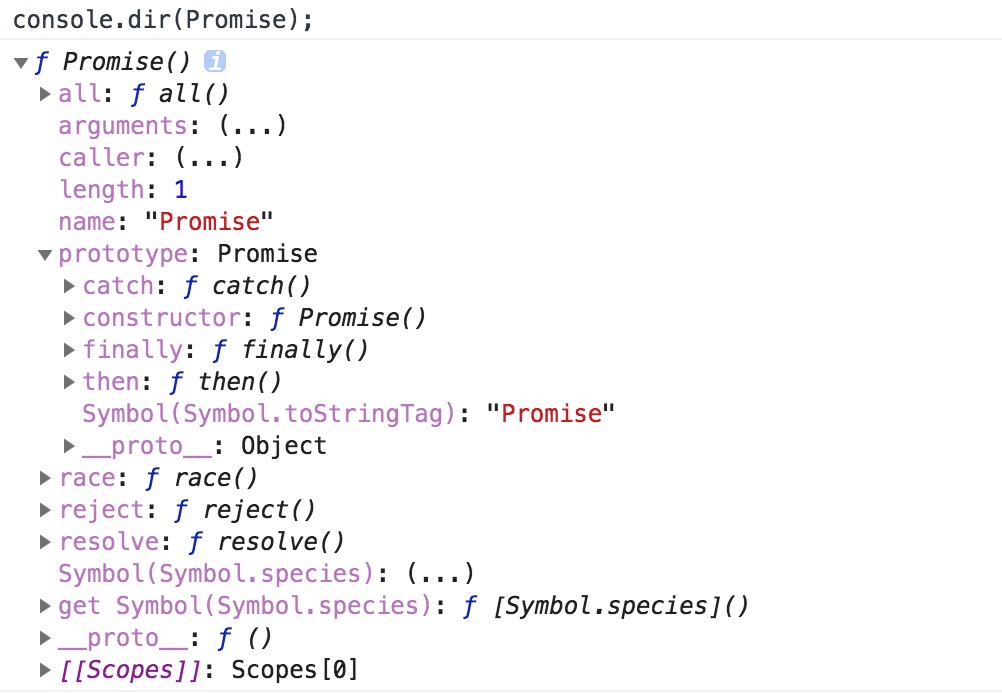 console.dir(Promise);
ƒ Promise() i
all: ƒ all()
arguments: (...)
caller: (...)
length: 1
name: "Promise"
prototype: Promise
catch: ƒ catch()
constructor: ƒ Promise()
finally: ƒ finally()
then: ƒ then()
Symbol(Symbol.toStringTag): "Promise"
__proto__: Object
race: ƒ race()
reject: ƒ reject()
resolve: ƒ resolve()
Symbol(Symbol.species): (...)
get Symbol(Symbol.species): ƒ [Symbol.species]()
__proto__: ƒ ()
[[Scopes]]: Scopes[0]